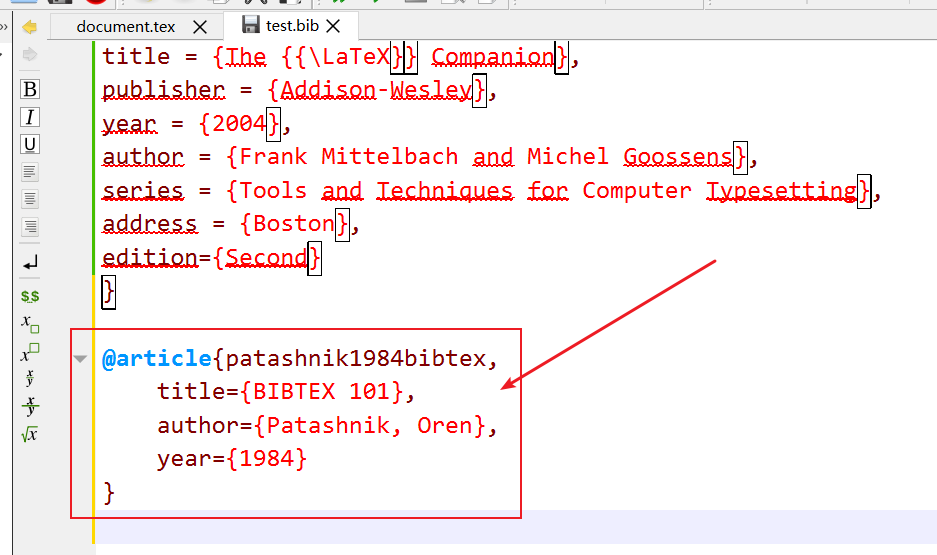 document.tex
test.bib
title = {The {{\LaTeX}} Companion},
publisher = {Addison-Wesley},
year = {2004},
author = {Frank Mittelbach and Michel Goossens},
series = {Tools and Techniques for Computer Typesetting},
address = {Boston},
edition={Second}
}
@article{patashnik1984bibtex,
title={BIBTEX 101},
author={Patashnik, Oren},
year={1984}
}
B
I
U
$$
x
x
x/y
x/y
√x